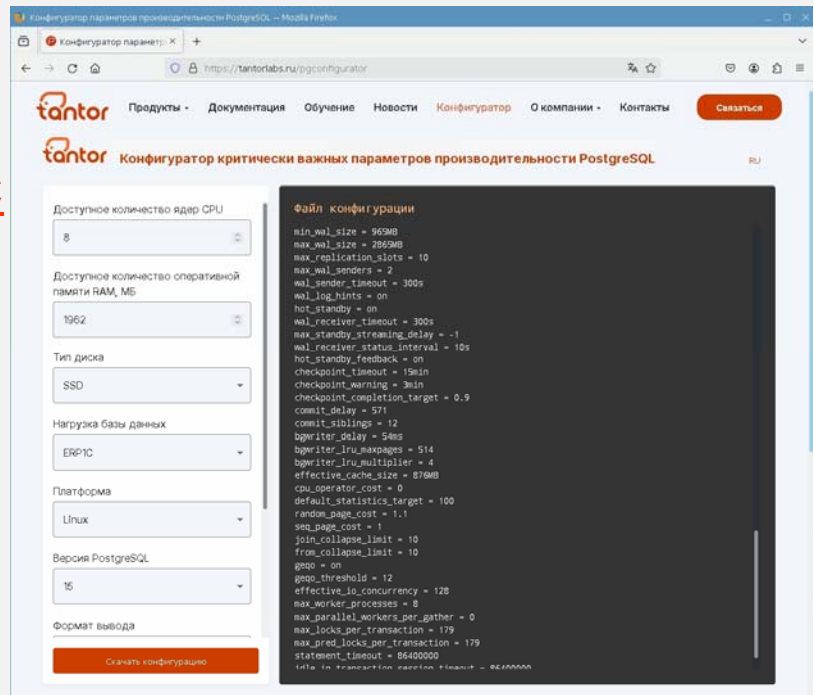 Конфигуратор параметров производительности PostgreSQL — Mozilla Firefox
Конфигуратор парамет
https://tantorlabs.ru/pgconfigurator
tantor
Продукты
Документация
Обучение
Новости
Конфигуратор
О компании
Контакты
Связаться
tantor
Конфигуратор критически важных параметров производительности PostgreSQL
RU
Доступное количество ядер CPU
8
Доступное количество оперативной
памяти RAM, МБ
1962
Тип диска
SSD
Нагрузка базы данных
ERP1C
Платформа
LInux
Версия PostgreSQL
15
Формат вывода
Скачать конфигурацию
Файл конфигурации
min_wal_size = 965MB
max_wal_size = 2865MB
max_replication_slots = 10
max_wal_senders = 2
wal_sender_timeout = 300s
wal_log_hints = on
hot_standby = on
wal_receiver_timeout = 300s
max_standby_streaming_delay = -1
wal_receiver_status_interval = 10s
hot_standby_feedback = on
checkpoint_timeout = 15min
checkpoint_warning = 3min
checkpoint_completion_target = 0.9
commit_delay = 571
commit_siblings = 12
bgwriter_delay = 54ms
bgwriter_lru_maxpages = 514
bgwriter_lru_multiplier = 4
effective_cache_size = 876MB
cpu_operator_cost = 0
default_statistics_target = 100
random_page_cost = 1.1
seq_page_cost = 1
join_collapse_limit = 10
from_collapse_limit = 10
geqo = on
geqo_threshold = 12
effective_io_concurrency = 128
max_worker_processes = 8
max_parallel_workers_per_gather = 0
max_locks_per_transaction = 179
max_pred_locks_per_transaction = 179
statement_timeout = 86400000
idle_in_transaction_session_timeout = 86400000